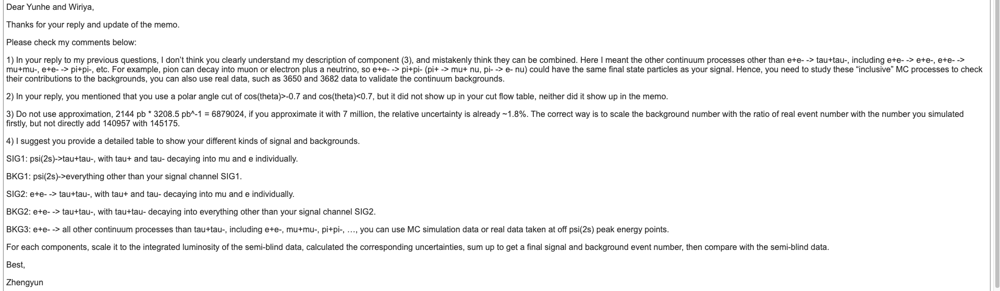 Dear Yunhe and Wiriya,
Thanks for your reply and update of the memo.
Please check my comments below:
1) In your reply to my previous questions, I don’t think you clearly understand my description of component (3), and mistakenly think they can be combined. Here I meant the other continuum processes other than e+e- -> tau+tau-, including e+e- -> e+e-, e+e- ->
mu+mu-, e+e- -> pi+pi-, etc. For example, pion can decay into muon or electron plus a neutrino, so e+e- -> pi+pi- (pi+ -> mu+ nu, pi- -> e- nu) could have the same final state particles as your signal. Hence, you need to study these “inclusive” MC processes to check
their contributions to the backgrounds, you can also use real data, such as 3650 and 3682 data to validate the continuum backgrounds.
2) In your reply, you mentioned that you use a polar angle cut of cos(theta)>-0.7 and cos(theta)<0.7, but it did not show up in your cut flow table, neither did it show up in the memo.
3) Do not use approximation, 2144 pb * 3208.5 pb^-1 = 6879024, if you approximate it with 7 million, the relative uncertainty is already ~1.8%. The correct way is to scale the background number with the ratio of real event number with the number you simulated
firstly, but not directly add 140957 with 145175.
4) I suggest you provide a detailed table to show your different kinds of signal and backgrounds.
SIG1: psi(2s)->tau+tau-, with tau+ and tau- decaying into mu and e individually.
BKG1: psi(2s)->everything other than your signal channel SIG1.
SIG2: e+e- -> tau+tau-, with tau+ and tau- decaying into mu and e individually.
BKG2: e+e- -> tau+tau-, with tau+tau- decaying into everything other than your signal channel SIG2.
BKG3: e+e- -> all other continuum processes than tau+tau-, including e+e-, mu+mu-, pi+pi-, …, you can use MC simulation data or real data taken at off psi(2s) peak energy points.
For each components, scale it to the integrated luminosity of the semi-blind data, calculated the corresponding uncertainties, sum up to get a final signal and background event number, then compare with the semi-blind data.
Best,
Zhengyun